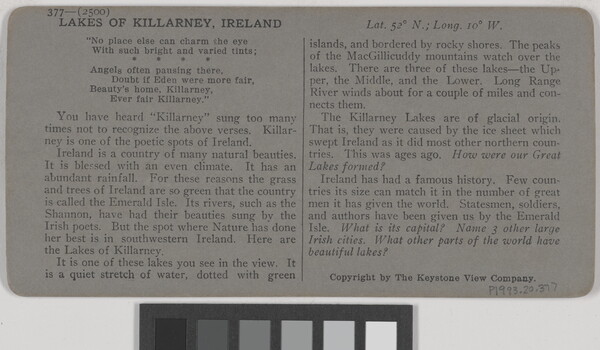 377—(2500)
LAKES OF KILLARNEY, IRELAND
"No place else can charm the eye
With such bright and varied tints;
* * * *
Angels often pausing there,
Doubt if Eden were more fair,
Beauty's home, Killarney,
Ever fair Killarney."
You have heard "Killarney" sung too many
times not to recognize the above verses. Killar-
ney is one of the poetic spots of Ireland.
Ireland is a country of many natural beauties.
It is blessed with an even climate. It has an
abundant rainfall. For these reasons the grass
and trees of Ireland are so green that the country
is called the Emerald Isle. Its rivers, such as the
Shannon, have had their beauties sung by the
Irish poets. But the spot where Nature has done
her best is in southwestern Ireland. Here are
the Lakes of Killarney.
It is one of these lakes you see in the view. It
is a quiet stretch of water, dotted with green
Lat. 52° N.; Long. 10° W.
islands, and bordered by rocky shores. The peaks
of the MacGillicuddy mountains watch over the
lakes. There are three of these lakes—the Up-
per, the Middle, and the Lower. Long Range
River winds about for a couple of miles and con-
nects them.
The Killarney Lakes are of glacial origin.
That is, they were caused by the ice sheet which
swept Ireland as it did most other northern coun-
tries. This was ages ago. How were our Great
Lakes formed?
Ireland has had a famous history. Few coun-
tries its size can match it in the number of great
men it has given the world. Statesmen, soldiers,
and authors have been given us by the Emerald
Isle. What is its capital? Name 3 other large
Irish cities. What other parts of the world have
beautiful lakes?
Copyright by The Keystone View Company.
P1993.20.377